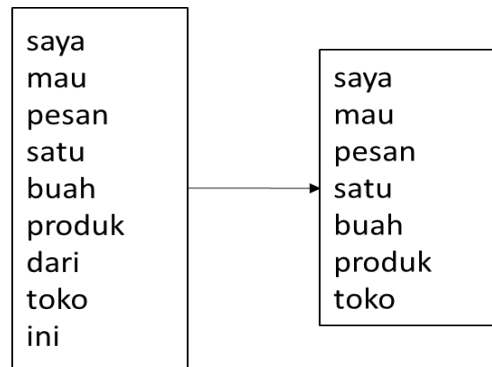 saya
mau
pesan
satu
buah
produk
dari
toko
ini
saya
mau
pesan
satu
buah
produk
toko